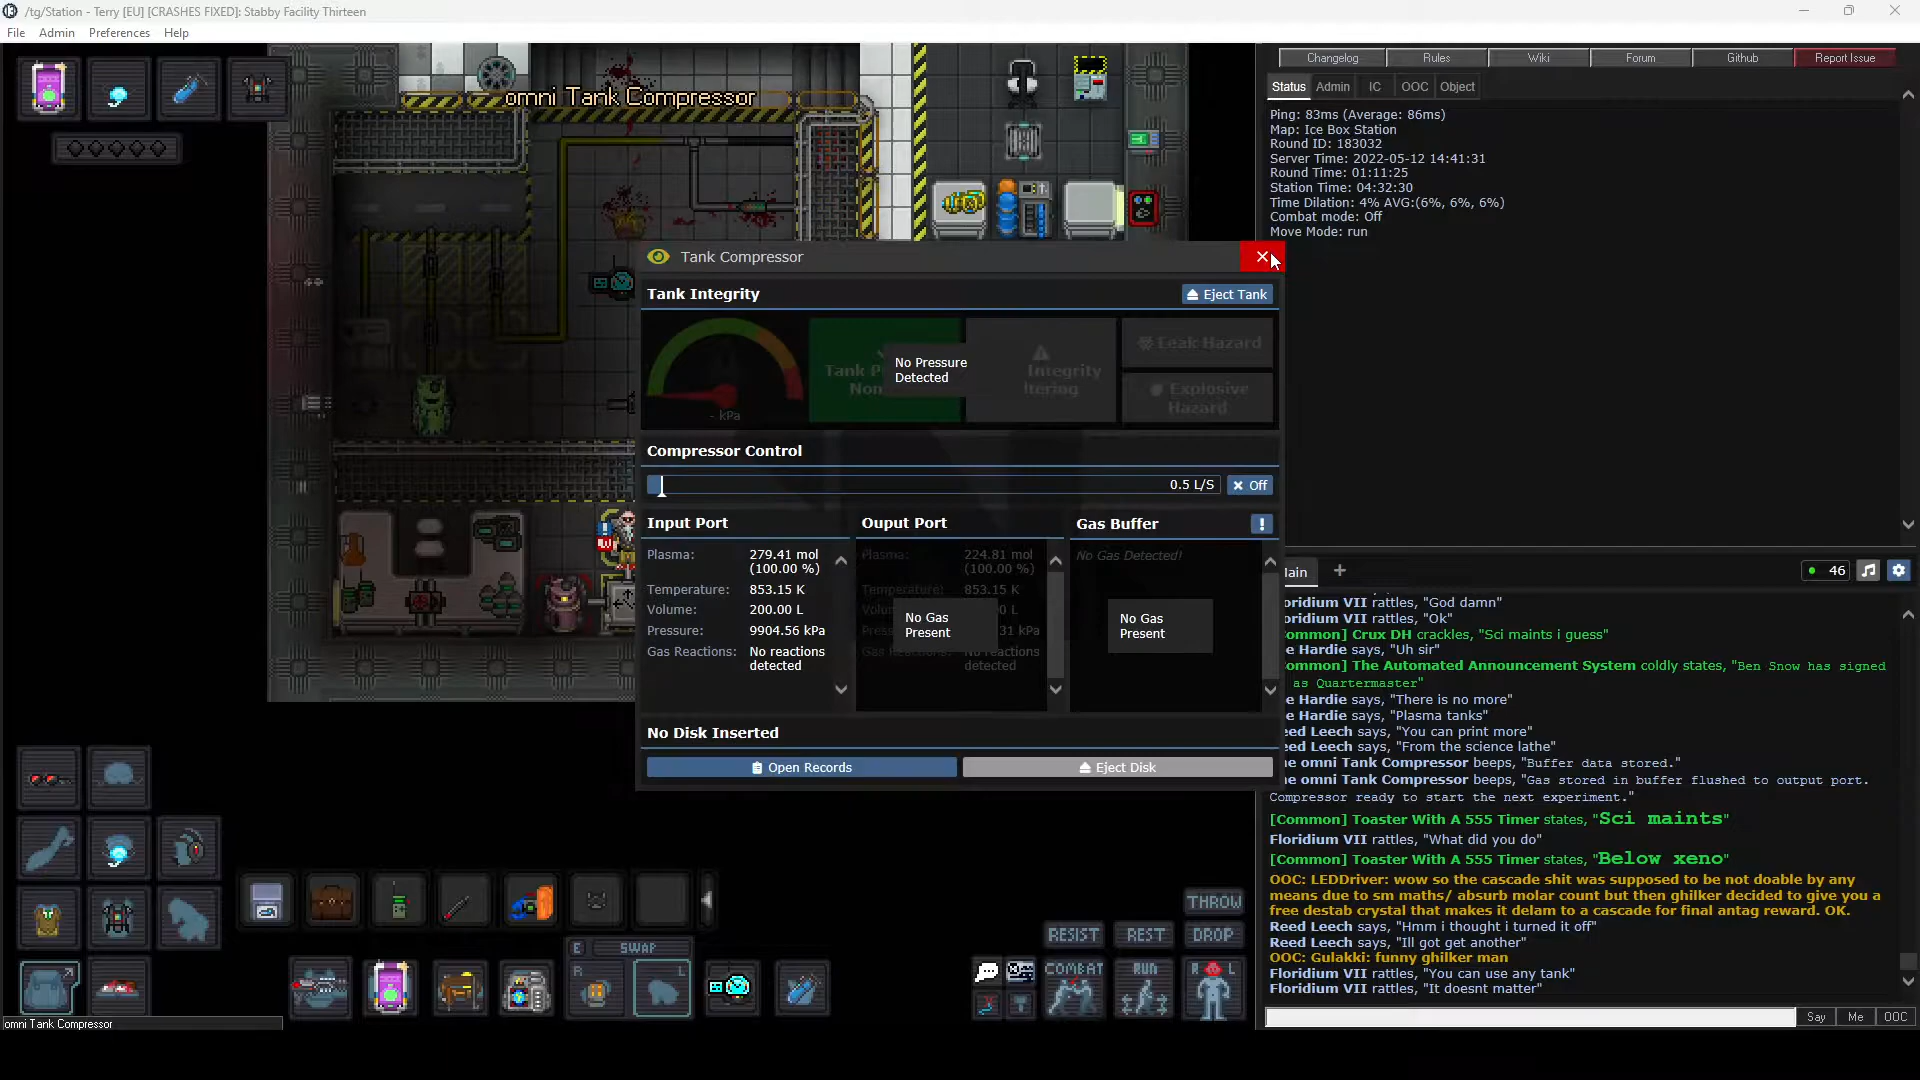 /tg/Station - Terry [EU] [CRASHES FIXED]: Stabby Facility Thirteen
File Admin Preferences Help
Changelog Rules Wiki Forum Github Report Issue
Status Admin IC OOC Object
Ping: 83ms (Average: 86ms)
Map: Ice Box Station
Round ID: 183032
Server Time: 2022-05-12 14:41:31
Round Time: 01:11:25
Station Time: 04:32:30
Time Dilation: 4% AVG:(6%, 6%, 6%)
Combat mode: Off
Move Mode: run
omni Tank Compressor
Tank Compressor
Tank Integrity
Eject Tank
No Pressure
Detected
Integrity
Leak Hazard
Explosive
Hazard
- kPa
Compressor Control
0.5 L/S
Off
Input Port
Plasma: 279.41 mol
(100.00 %)
Temperature: 853.15 K
Volume: 200.00 L
Pressure: 9904.56 kPa
Gas Reactions: No reactions
detected
Ouput Port
Plasma: 224.81 mol
(100.00 %)
Temperature: 853.15 K
No Gas
Present
No reactions
detected
Gas Buffer
No Gas Detected!
No Gas
Present
No Disk Inserted
Open Records
Eject Disk
ain
46
oridium VII rattles, "God damn"
oridium VII rattles, "Ok"
ommon] Crux DH crackles, "Sci maints i guess"
e Hardie says, "Uh sir"
ommon] The Automated Announcement System coldly states, "Ben Snow has signed
as Quartermaster"
e Hardie says, "There is no more"
e Hardie says, "Plasma tanks"
eed Leech says, "You can print more"
eed Leech says, "From the science lathe"
e omni Tank Compressor beeps, "Buffer data stored."
e omni Tank Compressor beeps, "Gas stored in buffer flushed to output port.
Compressor ready to start the next experiment."
[Common] Toaster With A 555 Timer states, "Sci maints"
Floridium VII rattles, "What did you do"
[Common] Toaster With A 555 Timer states, "Below xeno"
OOC: LEDDriver: wow so the cascade shit was supposed to be not doable by any
means due to sm maths/ absurb molar count but then ghilker decided to give you a
free destab crystal that makes it delam to a cascade for final antag reward. OK.
Reed Leech says, "Hmm i thought i turned it off"
Reed Leech says, "Ill got get another"
OOC: Gulakki: funny ghilker man
Floridium VII rattles, "You can use any tank"
Floridium VII rattles, "It doesnt matter"
Say Me OOC
THROW
RESIST REST DROP
E SWAP
R L
COMBAT RUN R L
omni Tank Compressor